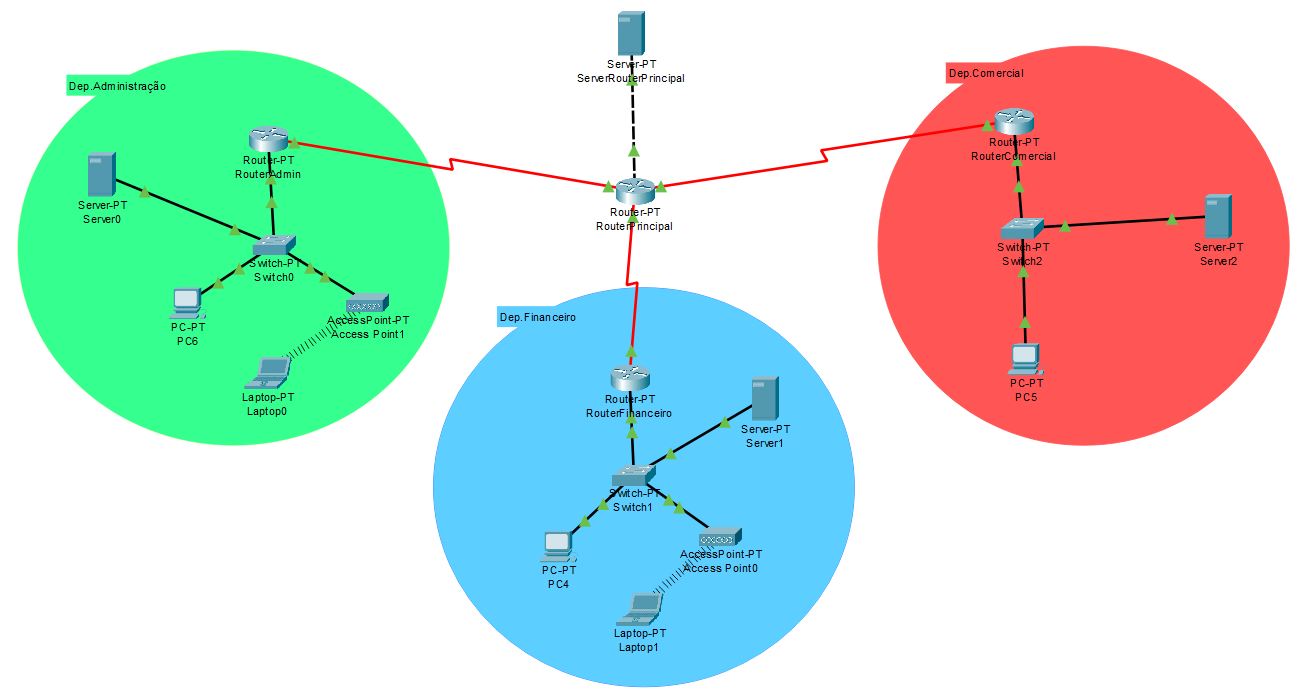 Server-PT
ServerRouterPrincipal
Dep.Administração
Router-PT
RouterAdmin
Server-PT
Server0
Switch-PT
Switch0
PC-PT
PC6
AccessPoint-PT
Access Point1
Laptop-PT
Laptop0
Router-PT
RouterPrincipal
Dep.Comercial
Router-PT
RouterComercial
Switch-PT
Switch2
Server-PT
Server2
PC-PT
PC5
Dep.Financeiro
Router-PT
RouterFinanceiro
Server-PT
Server1
Switch-PT
Switch1
PC-PT
PC4
AccessPoint-PT
Access Point0
Laptop-PT
Laptop1